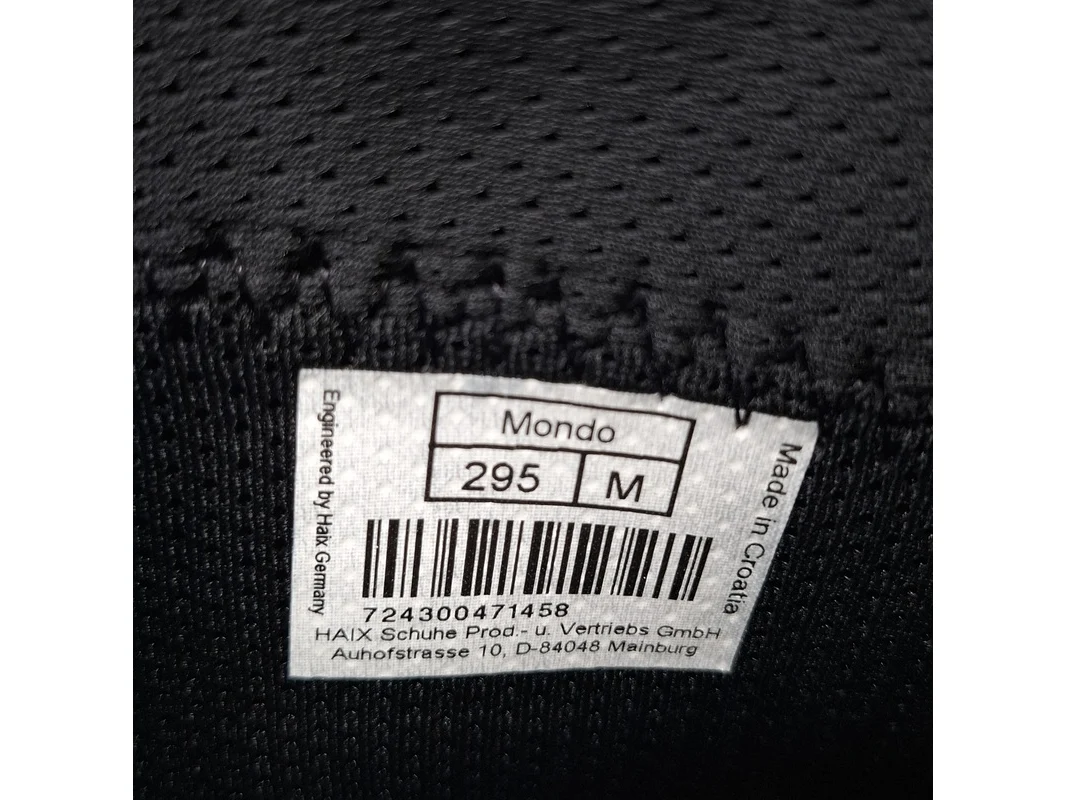 Engineered by Haix Germany
Mondo
295 M
Made in Croatia
724300471458
HAIX Schuhe Prod.- u. Vertriebs GmbH
Auhofstrasse 10, D-84048 Mainburg